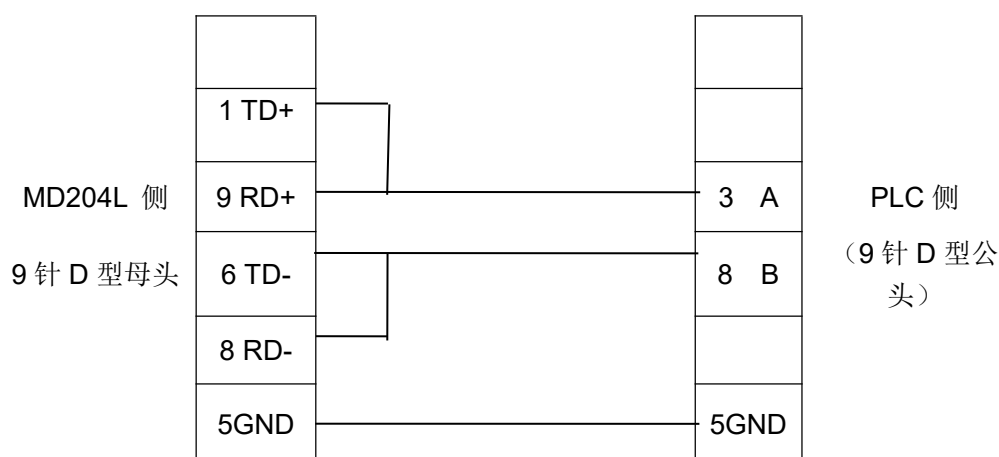 1 TD+
MD204L 侧
9 RD+
3 A
PLC 侧
9 针 D 型母头
6 TD-
8 B
（9 针 D 型公
头）
8 RD-
5GND
5GND